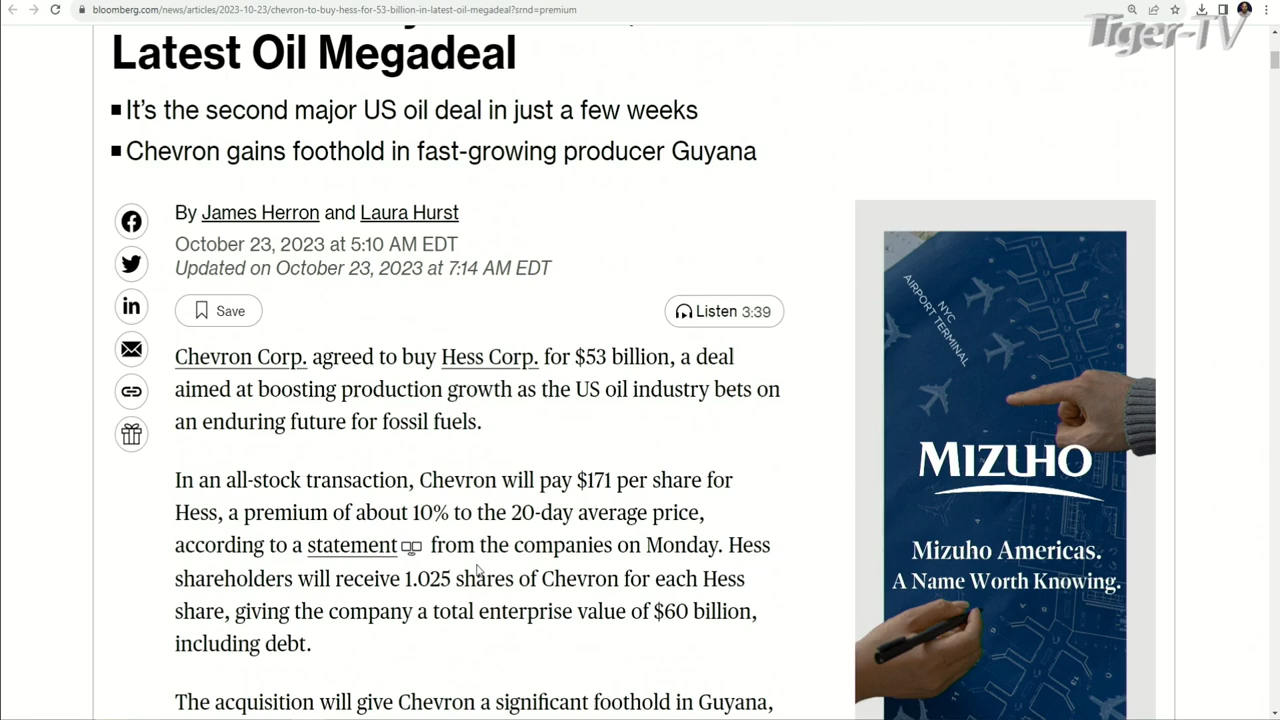 bloomberg.com/news/articles/2023-10-23/chevron-to-buy-hess-for-53-billion-in-latest-oil-megadeal?srnd=premium
Tiger-TV
Latest Oil Megadeal
It's the second major US oil deal in just a few weeks
Chevron gains foothold in fast-growing producer Guyana
By James Herron and Laura Hurst
October 23, 2023 at 5:10 AM EDT
Updated on October 23, 2023 at 7:14 AM EDT
Save
Listen 3:39
Chevron Corp. agreed to buy Hess Corp. for $53 billion, a deal
aimed at boosting production growth as the US oil industry bets on
an enduring future for fossil fuels.
In an all-stock transaction, Chevron will pay $171 per share for
Hess, a premium of about 10% to the 20-day average price,
according to a statement from the companies on Monday. Hess
shareholders will receive 1.025 shares of Chevron for each Hess
share, giving the company a total enterprise value of $60 billion,
including debt.
The acquisition will give Chevron a significant foothold in Guyana,
NYC
AIRPORT TERMINAL
MIZUHO
Mizuho Americas.
A Name Worth Knowing.